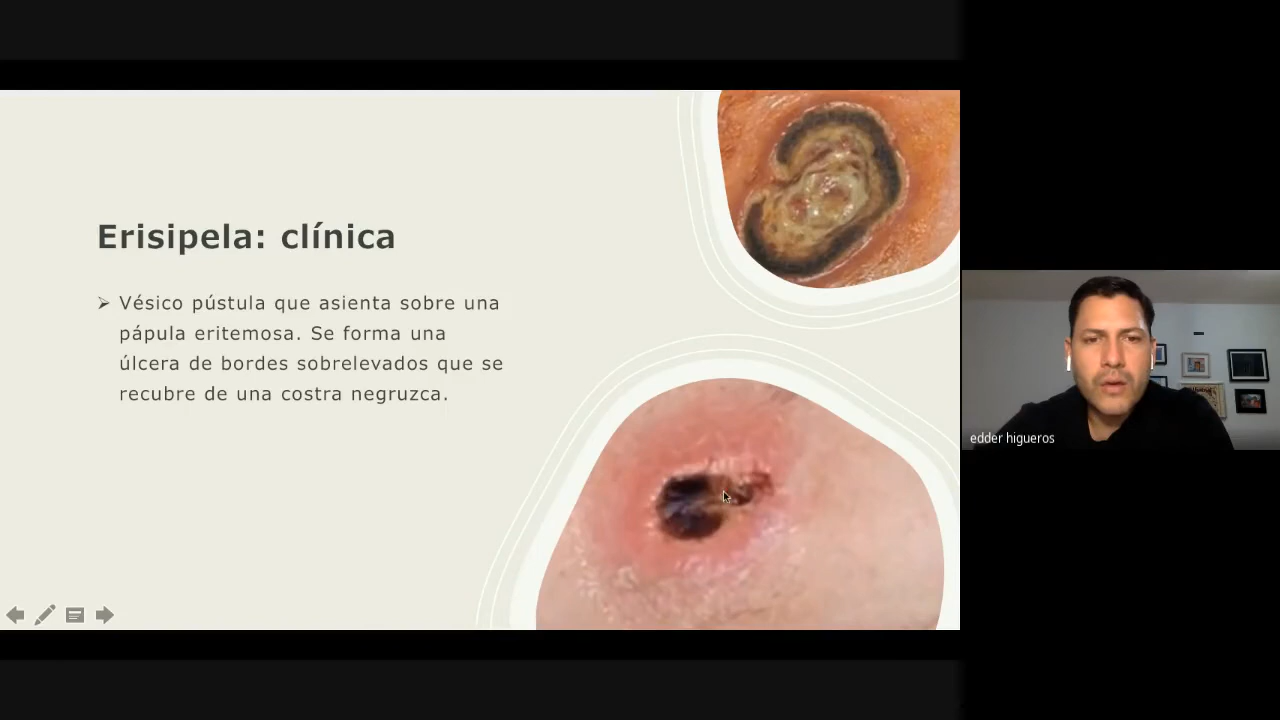 Erisipela: clínica
➢ Vésico pústula que asienta sobre una
pápula eritemosa. Se forma una
úlcera de bordes sobrelevados que se
recubre de una costra negruzca.
edder higueros